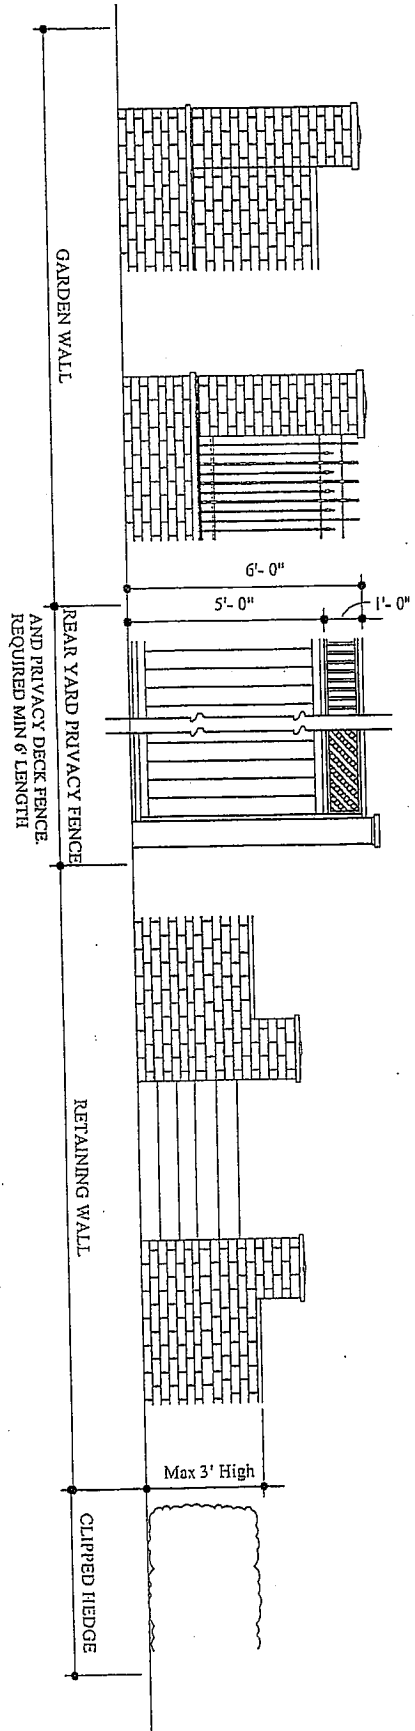 GARDEN WALL
6'- 0"
5'- 0"
1'- 0"
REAR YARD PRIVACY FENCE
AND PRIVACY DECK FENCE.
REQUIRED MIN 6' LENGTH
RETAINING WALL
Max 3' High
CLIPPED HEDGE